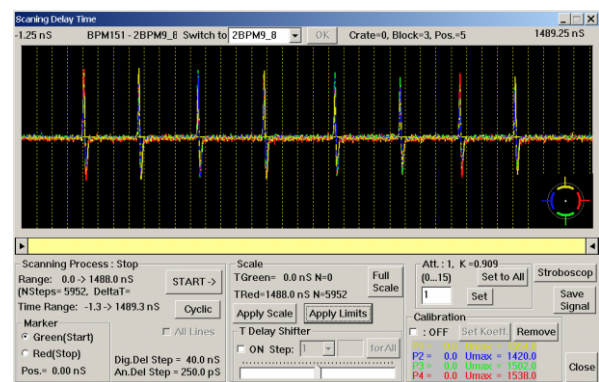 Scaning Delay Time
-1.25 nS BPM151 - 2BPM9_8 Switch to 2BPM9_8 OK Crate=0, Block=3, Pos.=5 1489.25 nS
Scanning Process : Stop
Range: 0.0 -> 1488.0 nS
(NSteps= 5952, DeltaT=
START ->
Time Range: -1.3 -> 1489.3 nS
Cyclic
Marker
Green(Start)
Red(Stop)
Pos.= 0.00 nS
All Lines
Dig.Del Step = 40.0 nS
An.Del Step = 250.0 pS
Scale
TGreen= 0.0 nS N=0
TRed=1488.0 nS N=5952
Full
Scale
Apply Scale Apply Limits
T Delay Shifter
ON Step: 1 for All
Att. : 1, K =0.909
(0...15) Set to All
1 Set
Stroboscop
Save
Signal
Calibration
: OFF Set Koeff. Remove
P2 = 0.0 Umax = 1420.0
P3 = 0.0 Umax = 1502.0
P4 = 0.0 Umax = 1538.0
Close